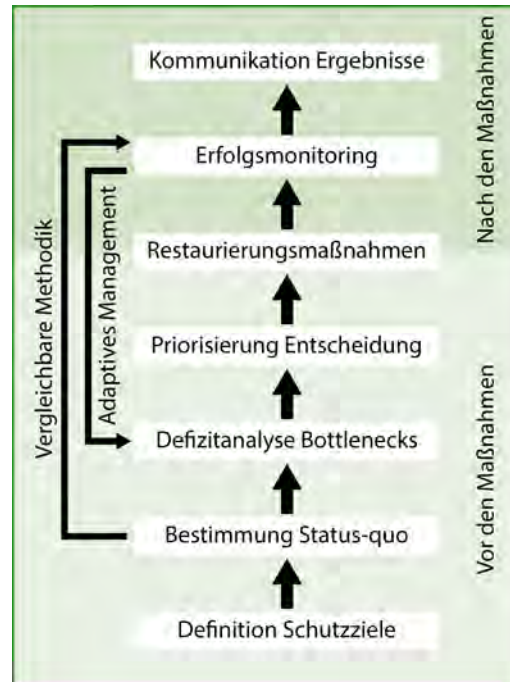 Kommunikation Ergebnisse
Erfolgsmonitoring
Restaurierungsmaßnahmen
Priorisierung Entscheidung
Defizitanalyse Bottlenecks
Bestimmung Status-quo
Definition Schutzziele
Vergleichbare Methodik
Adaptives Management
Nach den Maßnahmen
Vor den Maßnahmen